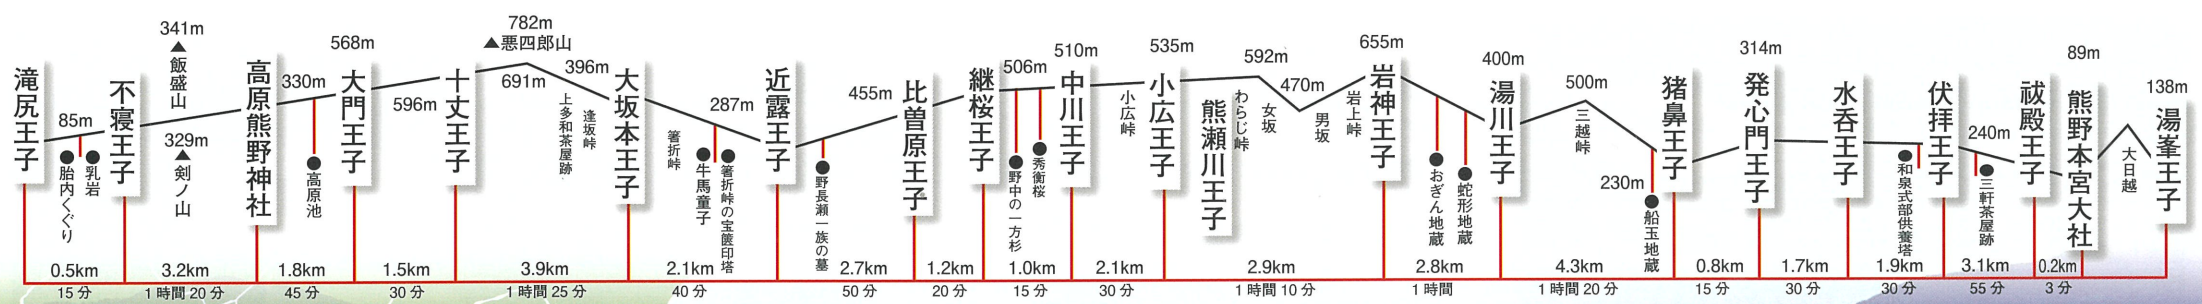 滝尻王子
85m
胎内くぐり
乳岩
不寝王子
341m
▲飯盛山
329m
▲剣ノ山
高原熊野神社
330m
高原池
568m
大門王子
596m
十丈王子
782m
▲悪四郎山
691m
上多和茶屋跡
396m
逢坂峠
大坂本王子
箸折峠
287m
牛馬童子
箸折峠の宝篋印塔
近露王子
野長瀬一族の墓
455m
比曽原王子
継桜王子
506m
野中の一方杉
秀衡桜
510m
中川王子
小広峠
535m
小広王子
熊瀬川王子
わらじ峠
592m
女坂
470m
男坂
岩上峠
655m
岩神王子
おぎん地蔵
蛇形地蔵
400m
湯川王子
500m
三越峠
230m
船玉地蔵
猪鼻王子
314m
発心門王子
水呑王子
和泉式部供養塔
伏拝王子
240m
三軒茶屋跡
祓殿王子
89m
熊野本宮大社
大日越
138m
湯峯王子
0.5km
15分
3.2km
1時間20分
1.8km
45分
1.5km
30分
3.9km
1時間25分
2.1km
40分
2.7km
50分
1.2km
20分
1.0km
15分
2.1km
30分
2.9km
1時間10分
2.8km
1時間
4.3km
1時間20分
0.8km
15分
1.7km
30分
1.9km
30分
3.1km
55分
0.2km
3分